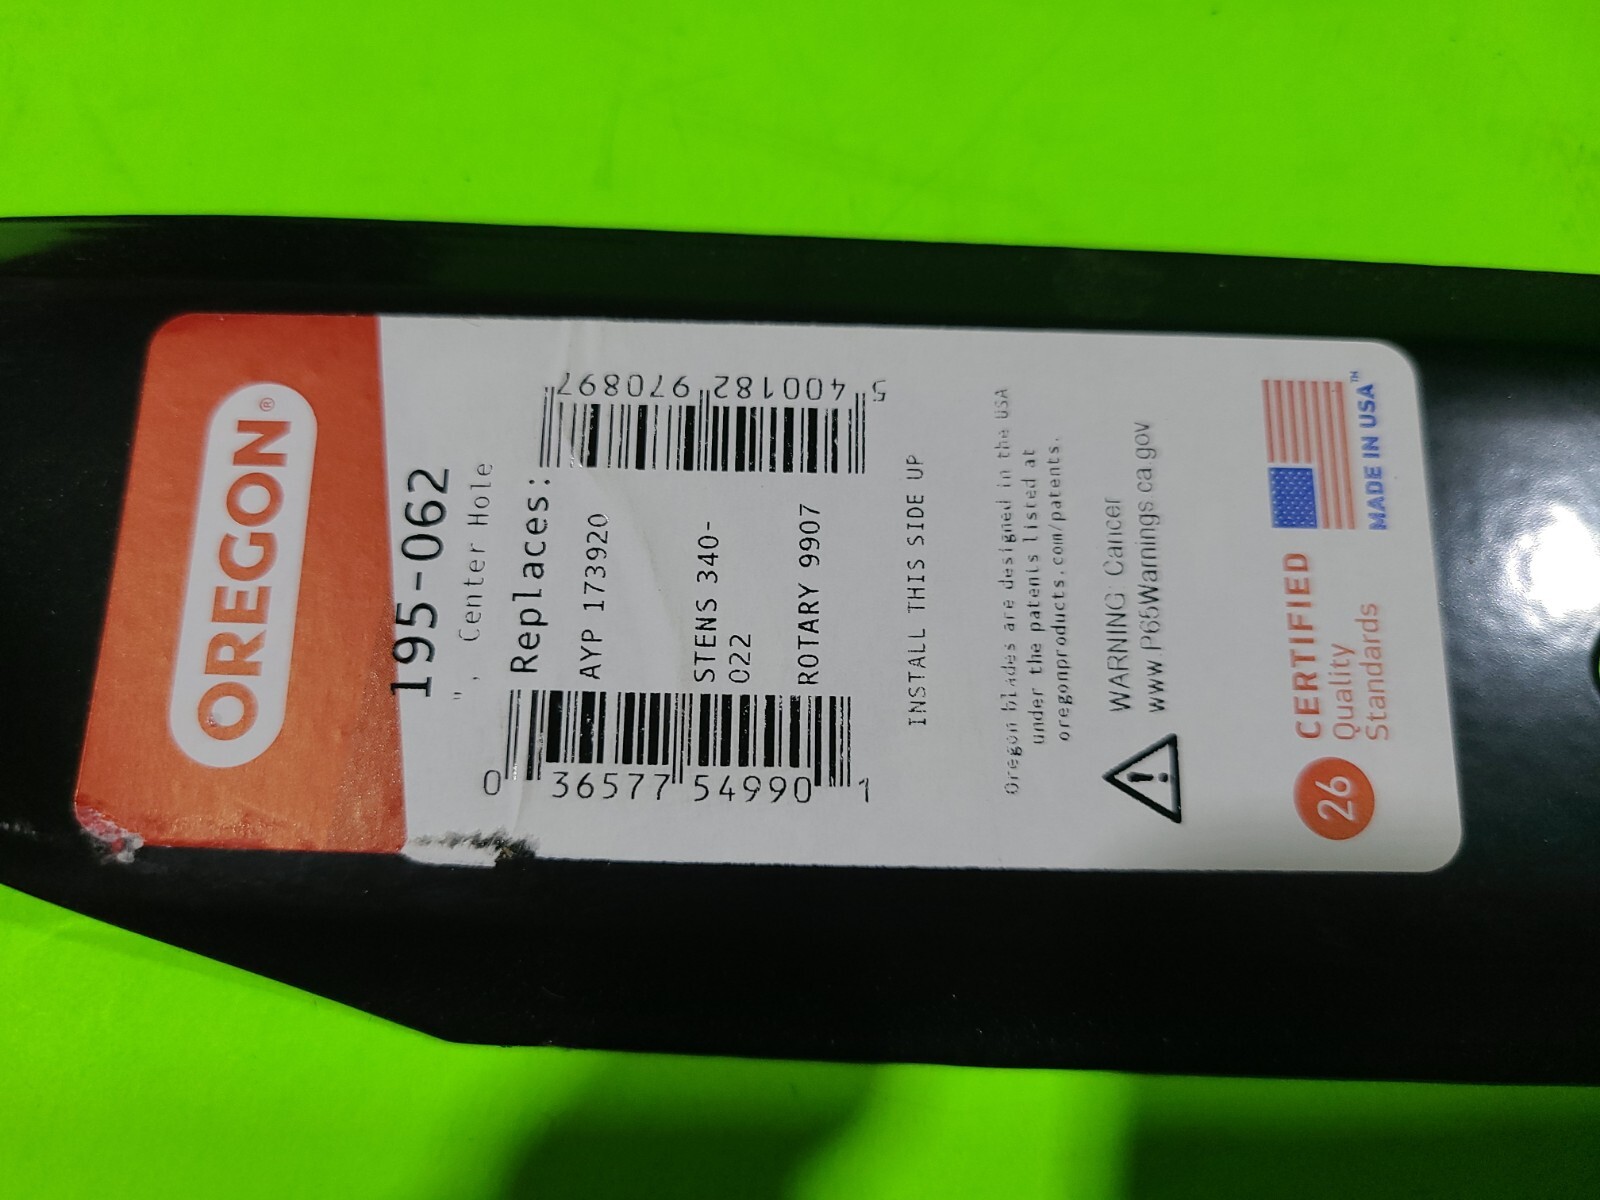 OREGON®
195-062
", Center Hole
Replaces:
5 400182 970897
AYP 173920
STENS 340-
022
ROTARY 9907
0 36577 54990 1
INSTALL THIS SIDE UP
Oregon blades are designed in the USA
under the patents listed at
oregonproducts.com/patents.
WARNING Cancer
www.P65Warnings.ca.gov
26 CERTIFIED
Quality
Standards
MADE IN USA™